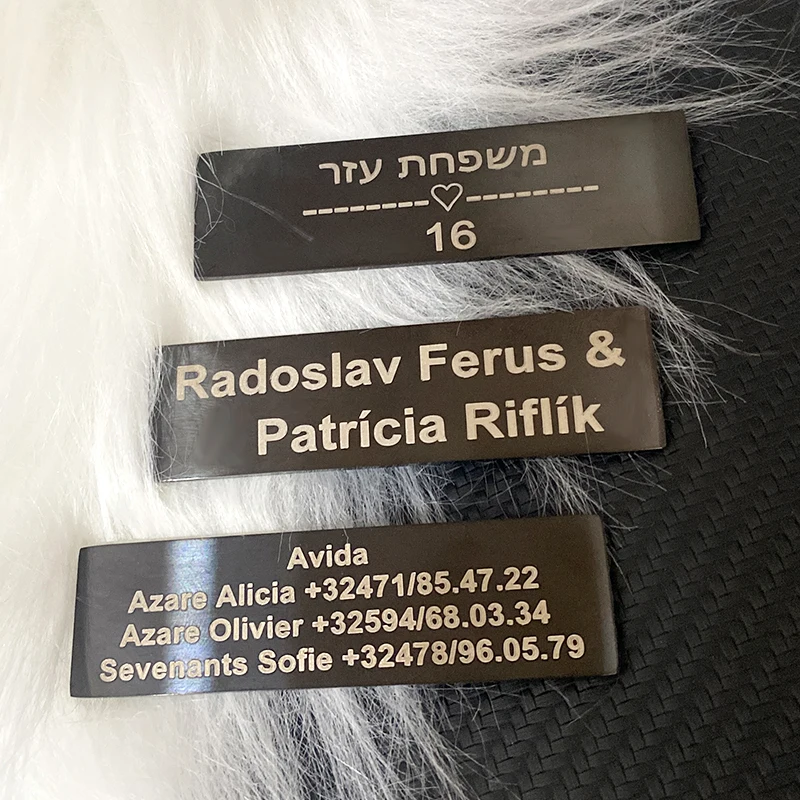 משפחת עזר
--------♡--------
16
Radoslav Ferus &
Patrícia Riflík
Avida
Azare Alicia +32471/85.47.22
Azare Olivier +32594/68.03.34
Sevenants Sofie +32478/96.05.79